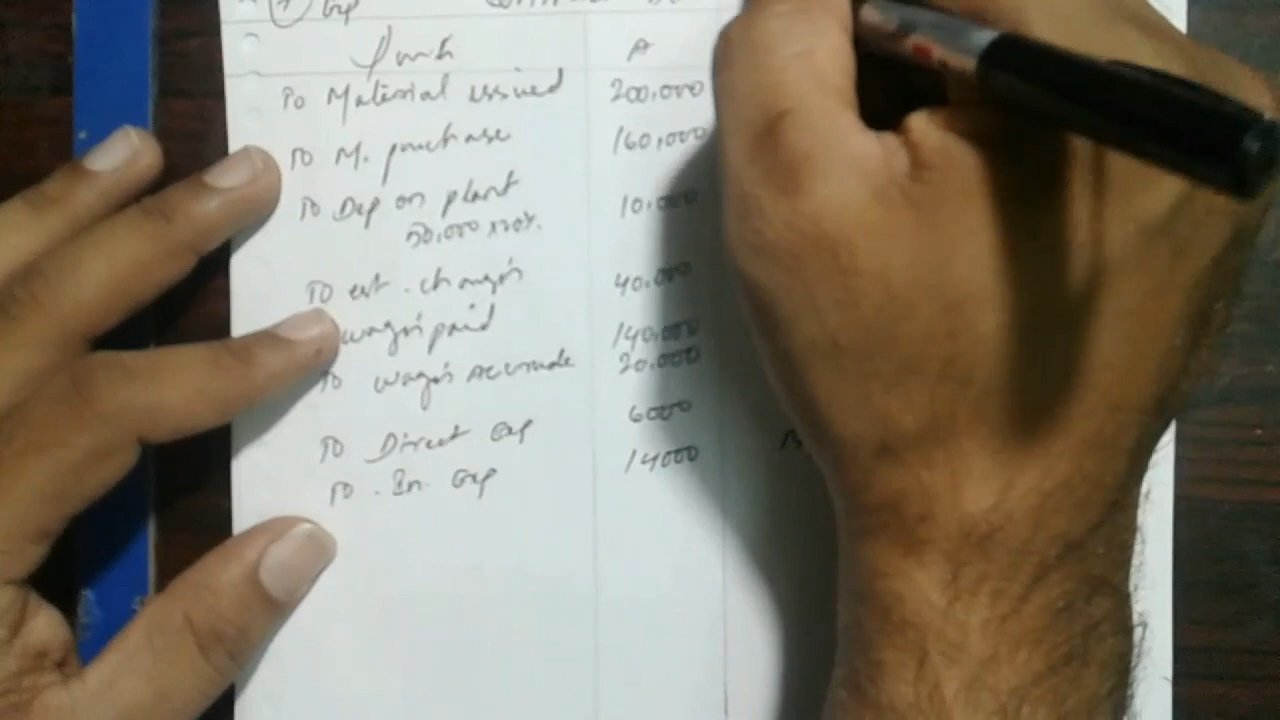 Exp
A
To Material issued 200,000
To M. purchase 160,000
To Dep on plant 10,000
50,000 x 20%.
To est. charges 40,000
wages paid 140,000
To wages Accrude 20,000
To Direct Exp 6000
To In. Exp 14000